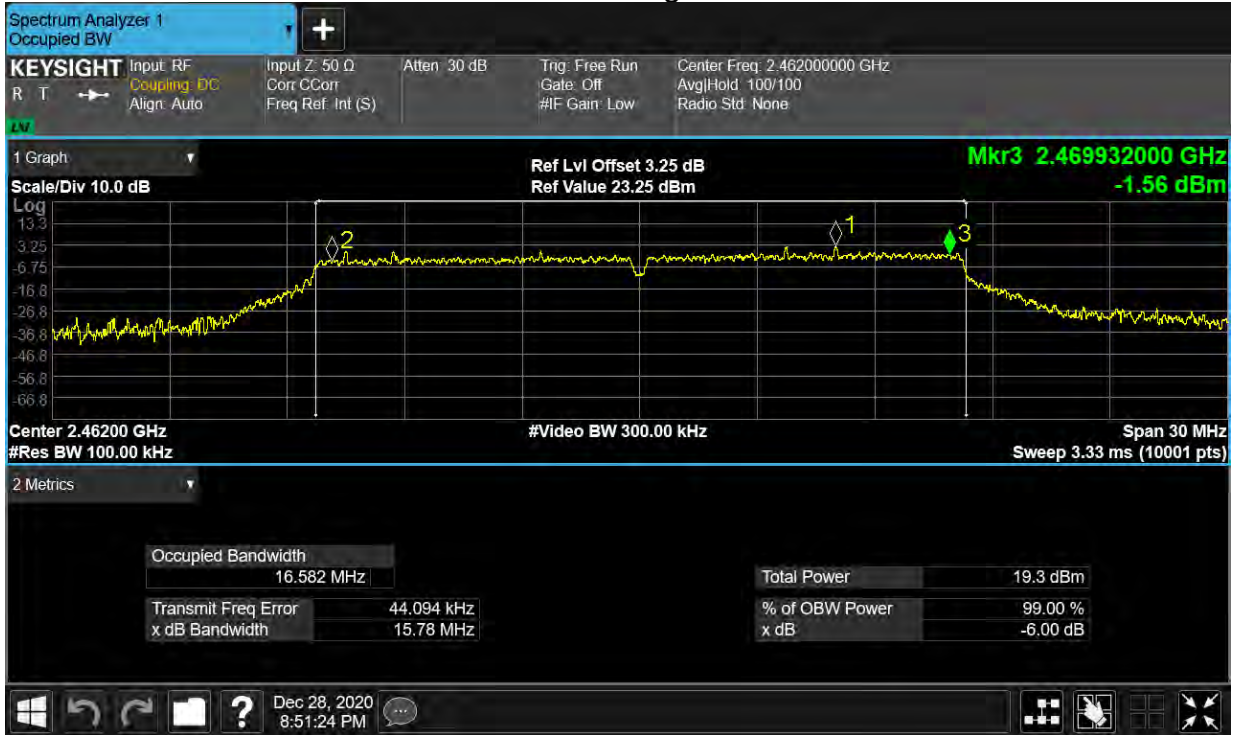 Spectrum Analyzer 1
Occupied BW
+
KEYSIGHT
R T
Input: RF
Coupling: DC
Align: Auto
Input Z: 50 Ω
Corr CCorr
Freq Ref: Int (S)
Atten: 30 dB
Trig: Free Run
Gate: Off
#IF Gain: Low
Center Freq: 2.462000000 GHz
Avg|Hold: 100/100
Radio Std: None
1 Graph
Scale/Div 10.0 dB
Ref Lvl Offset 3.25 dB
Ref Value 23.25 dBm
Mkr3 2.469932000 GHz
-1.56 dBm
Log
13.3
3.25
-6.75
-16.8
-26.8
-36.8
-46.8
-56.8
-66.8
2
1
3
Center 2.46200 GHz
#Video BW 300.00 kHz
Span 30 MHz
#Res BW 100.00 kHz
Sweep 3.33 ms (10001 pts)
2 Metrics
Occupied Bandwidth
16.582 MHz
Transmit Freq Error 44.094 kHz
x dB Bandwidth 15.78 MHz
Total Power 19.3 dBm
% of OBW Power 99.00 %
x dB -6.00 dB
?
Dec 28, 2020
8:51:24 PM